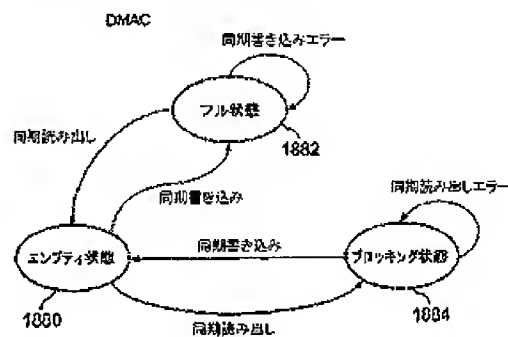 DMAC
同期書き込みエラー
フル状態
1882
同期読み出し
同期書き込み
同期読み出しエラー
エンプティ状態
同期書き込み
ブロッキング状態
1880
1884
同期読み出し